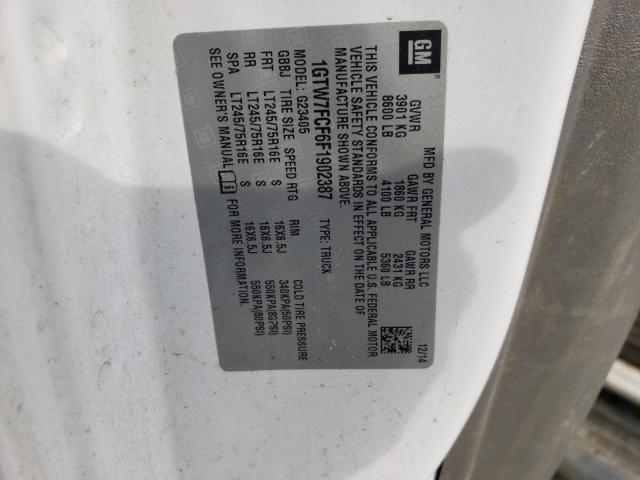 GM
MFD BY GENERAL MOTORS LLC 12/14
GVWR GAWR FRT GAWR RR
3901 KG 1860 KG 2431 KG
8600 LB 4100 LB 5360 LB
THIS VEHICLE CONFORMS TO ALL APPLICABLE U.S. FEDERAL MOTOR
VEHICLE SAFETY STANDARDS IN EFFECT ON THE DATE OF
MANUFACTURE SHOWN ABOVE.
1GTW7FCF6F1902387 TYPE: TRUCK
MODEL: G23405
GBBJ TIRE SIZE SPEED RTG RIM COLD TIRE PRESSURE
FRT LT245/75R16E S 16X6.5J 340KPA(50PSI)
RR LT245/75R16E S 16X6.5J 550KPA(80PSI)
SPA LT245/75R16E S 16X6.5J 550KPA(80PSI)
SEE OWNER'S MANUAL FOR MORE INFORMATION.